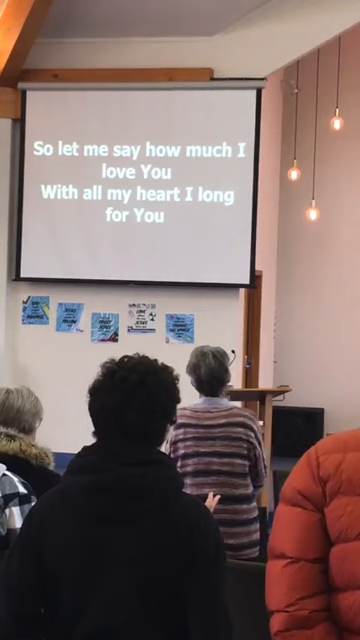 So let me say how much I
love You
With all my heart I long
for You